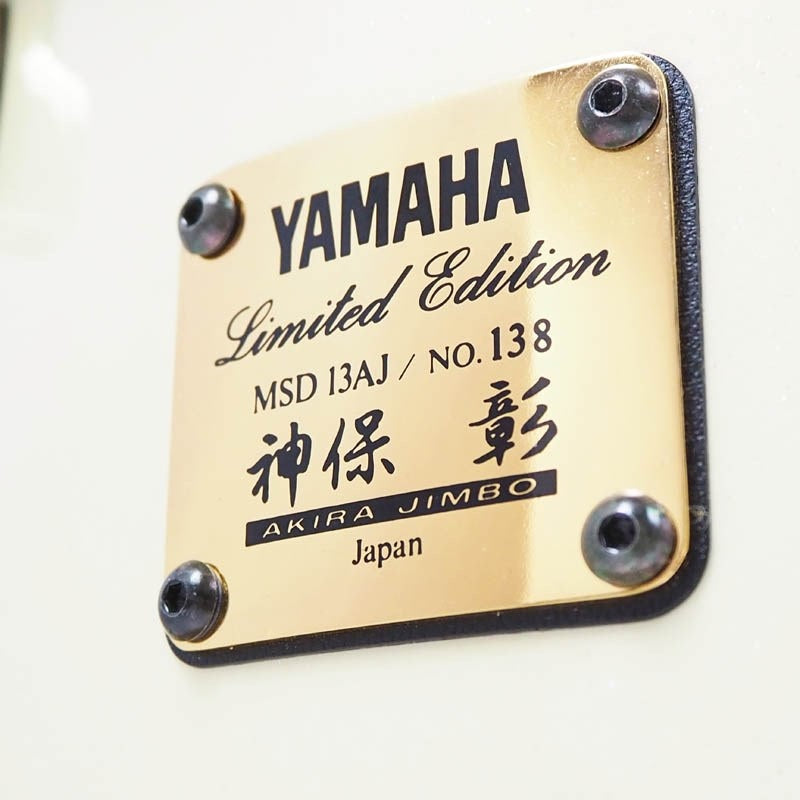 YAMAHA
Limited Edition
MSD 13AJ / NO. 138
神保 彰
AKIRA JIMBO
Japan